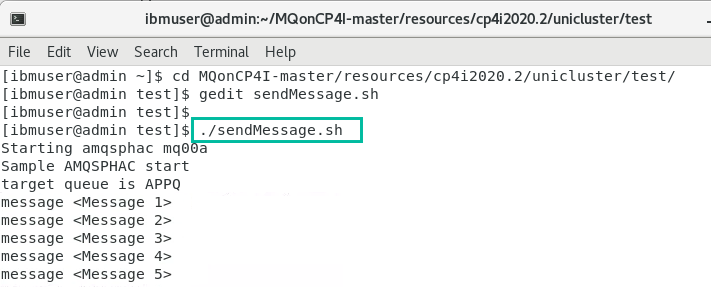 ibmuser@admin:~/MQonCP4I-master/resources/cp4i2020.2/unicluster/test
File Edit View Search Terminal Help
[ibmuser@admin ~]$ cd MQonCP4I-master/resources/cp4i2020.2/unicluster/test/
[ibmuser@admin test]$ gedit sendMessage.sh
[ibmuser@admin test]$
[ibmuser@admin test]$ ./sendMessage.sh
Starting amqsphac mq00a
Sample AMQSPHAC start
target queue is APPQ
message <Message 1>
message <Message 2>
message <Message 3>
message <Message 4>
message <Message 5>